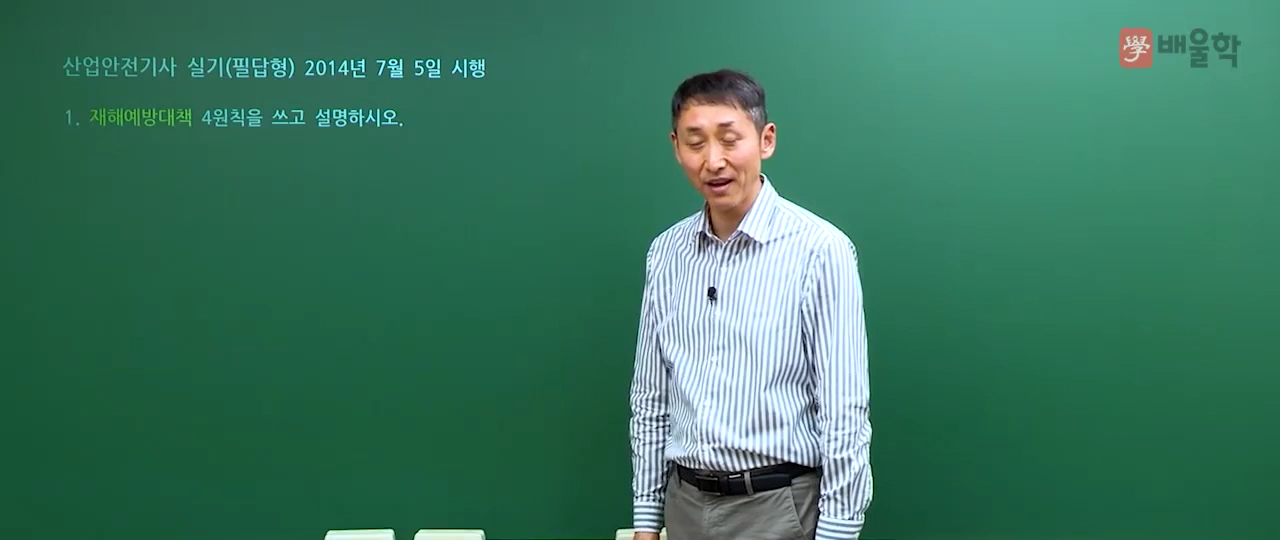 學 배울학
산업안전기사 실기(필답형) 2014년 7월 5일 시행
1. 재해예방대책 4원칙을 쓰고 설명하시오.